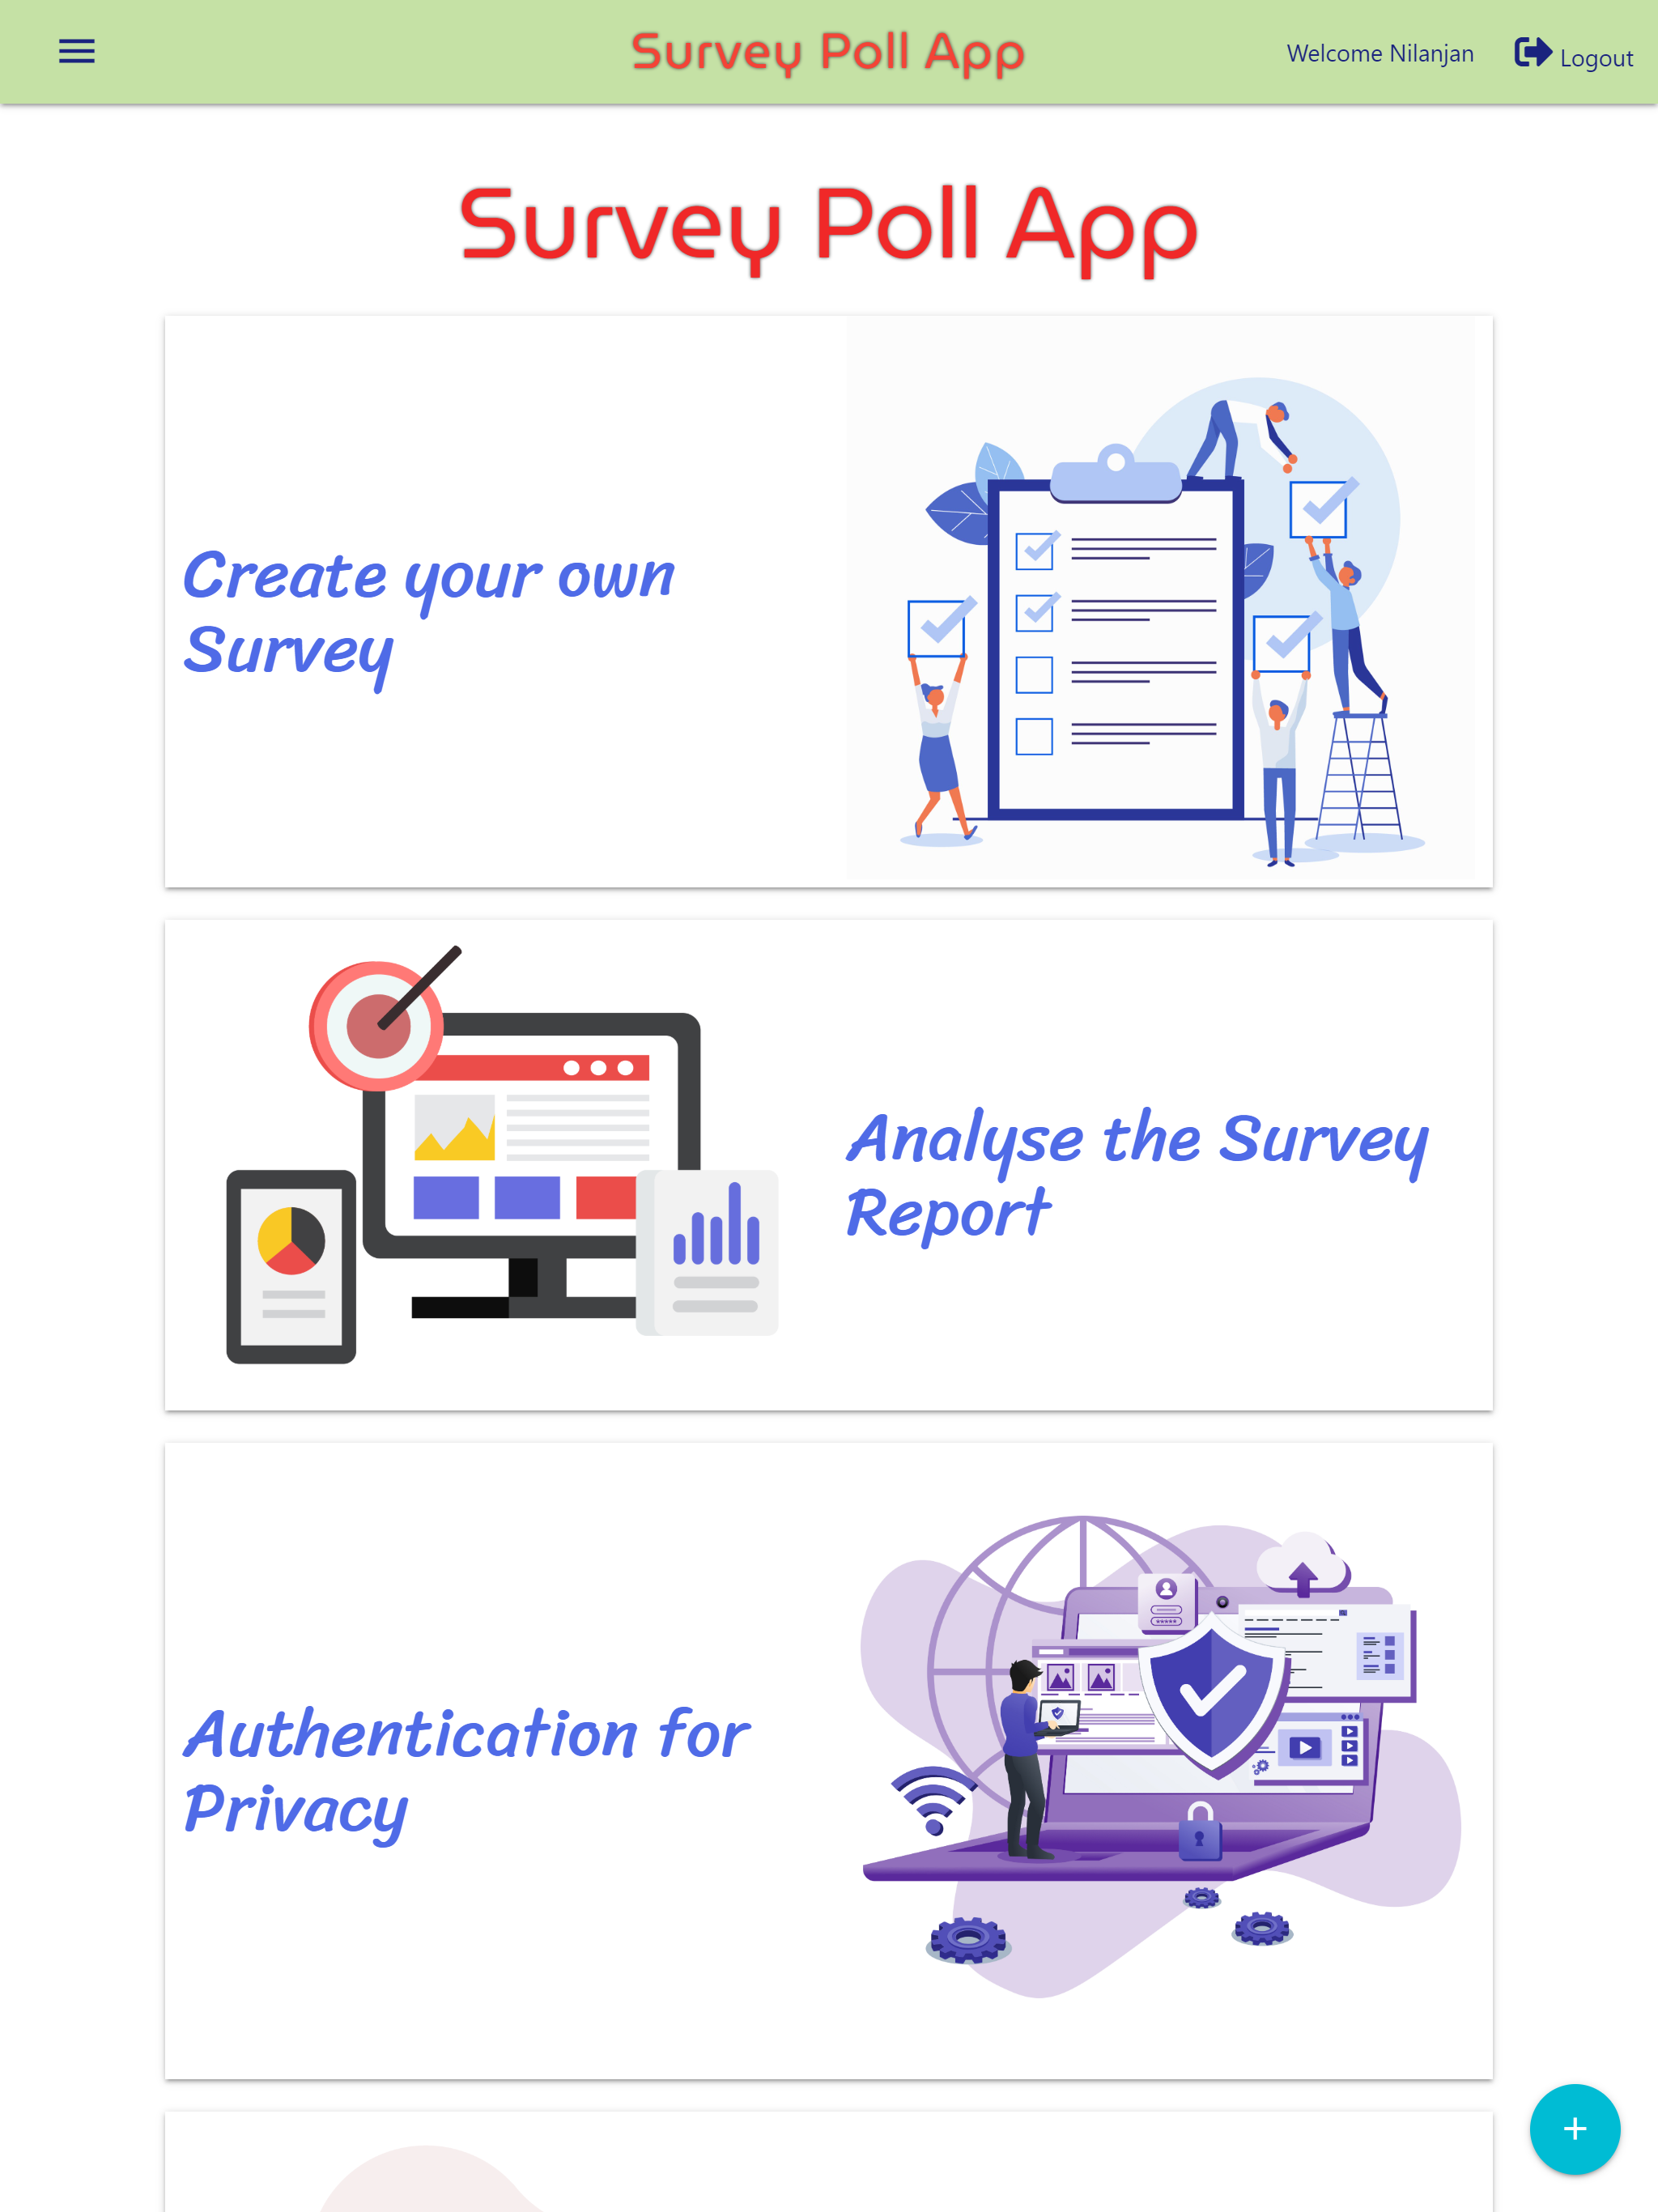 Survey Poll App
Welcome Nilanjan
Logout
Survey Poll App
Create your own
Survey
Analyse the Survey
Report
Authentication for
Privacy